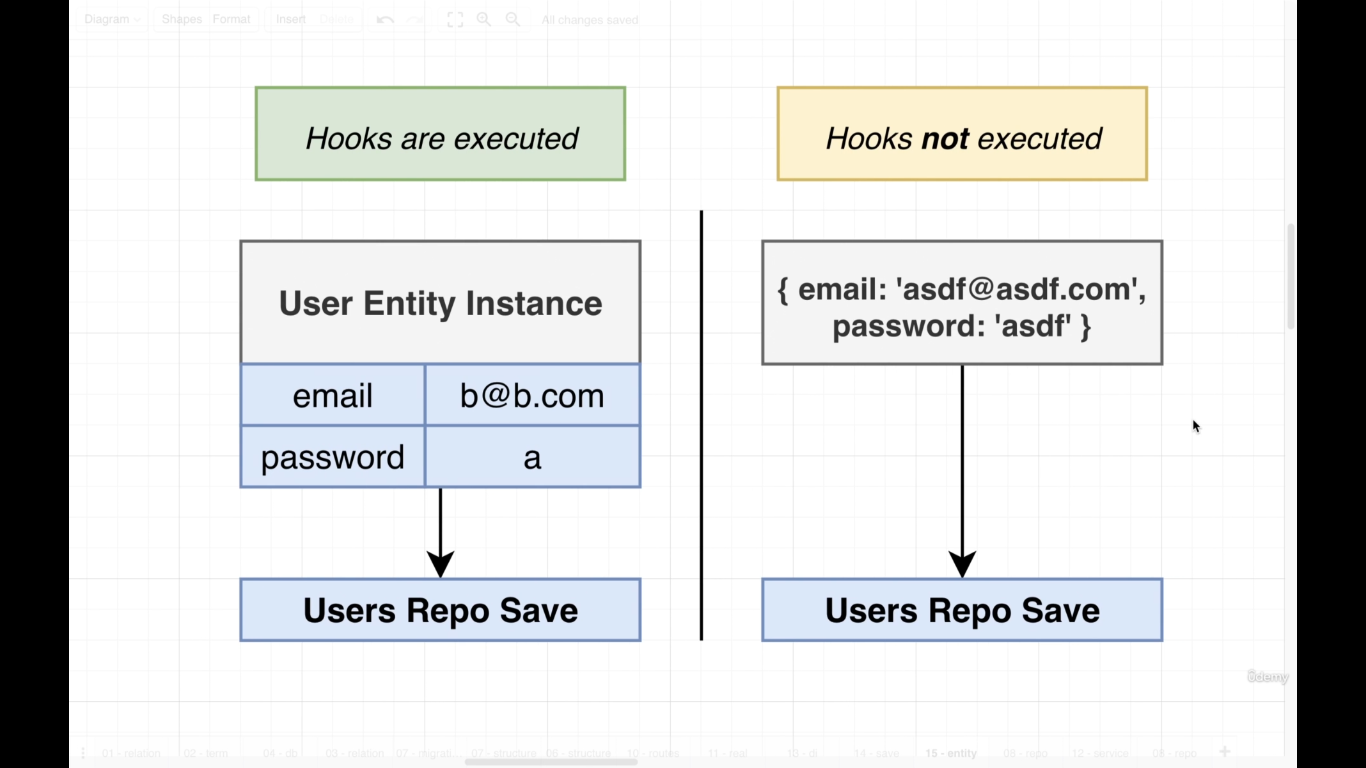 Diagram Shapes Format Insert Delete All changes saved
Hooks are executed
Hooks not executed
User Entity Instance
email b@b.com
password a
Users Repo Save
{ email: 'asdf@asdf.com',
password: 'asdf' }
Users Repo Save
ûdemy
01 - relation 02 - term 04 - db 03 - relation 07 - migrati... 07 - structure 06 - structure 10 - routes 11 - real 13 - di 14 - save 15 - entity 08 - repo 12 - service 08 - repo